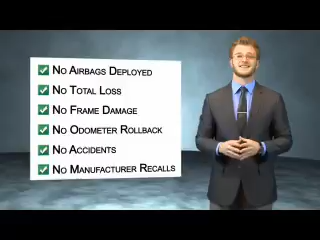 No Airbags Deployed
No Total Loss
No Frame Damage
No Odometer Rollback
No Accidents
No Manufacturer Recalls